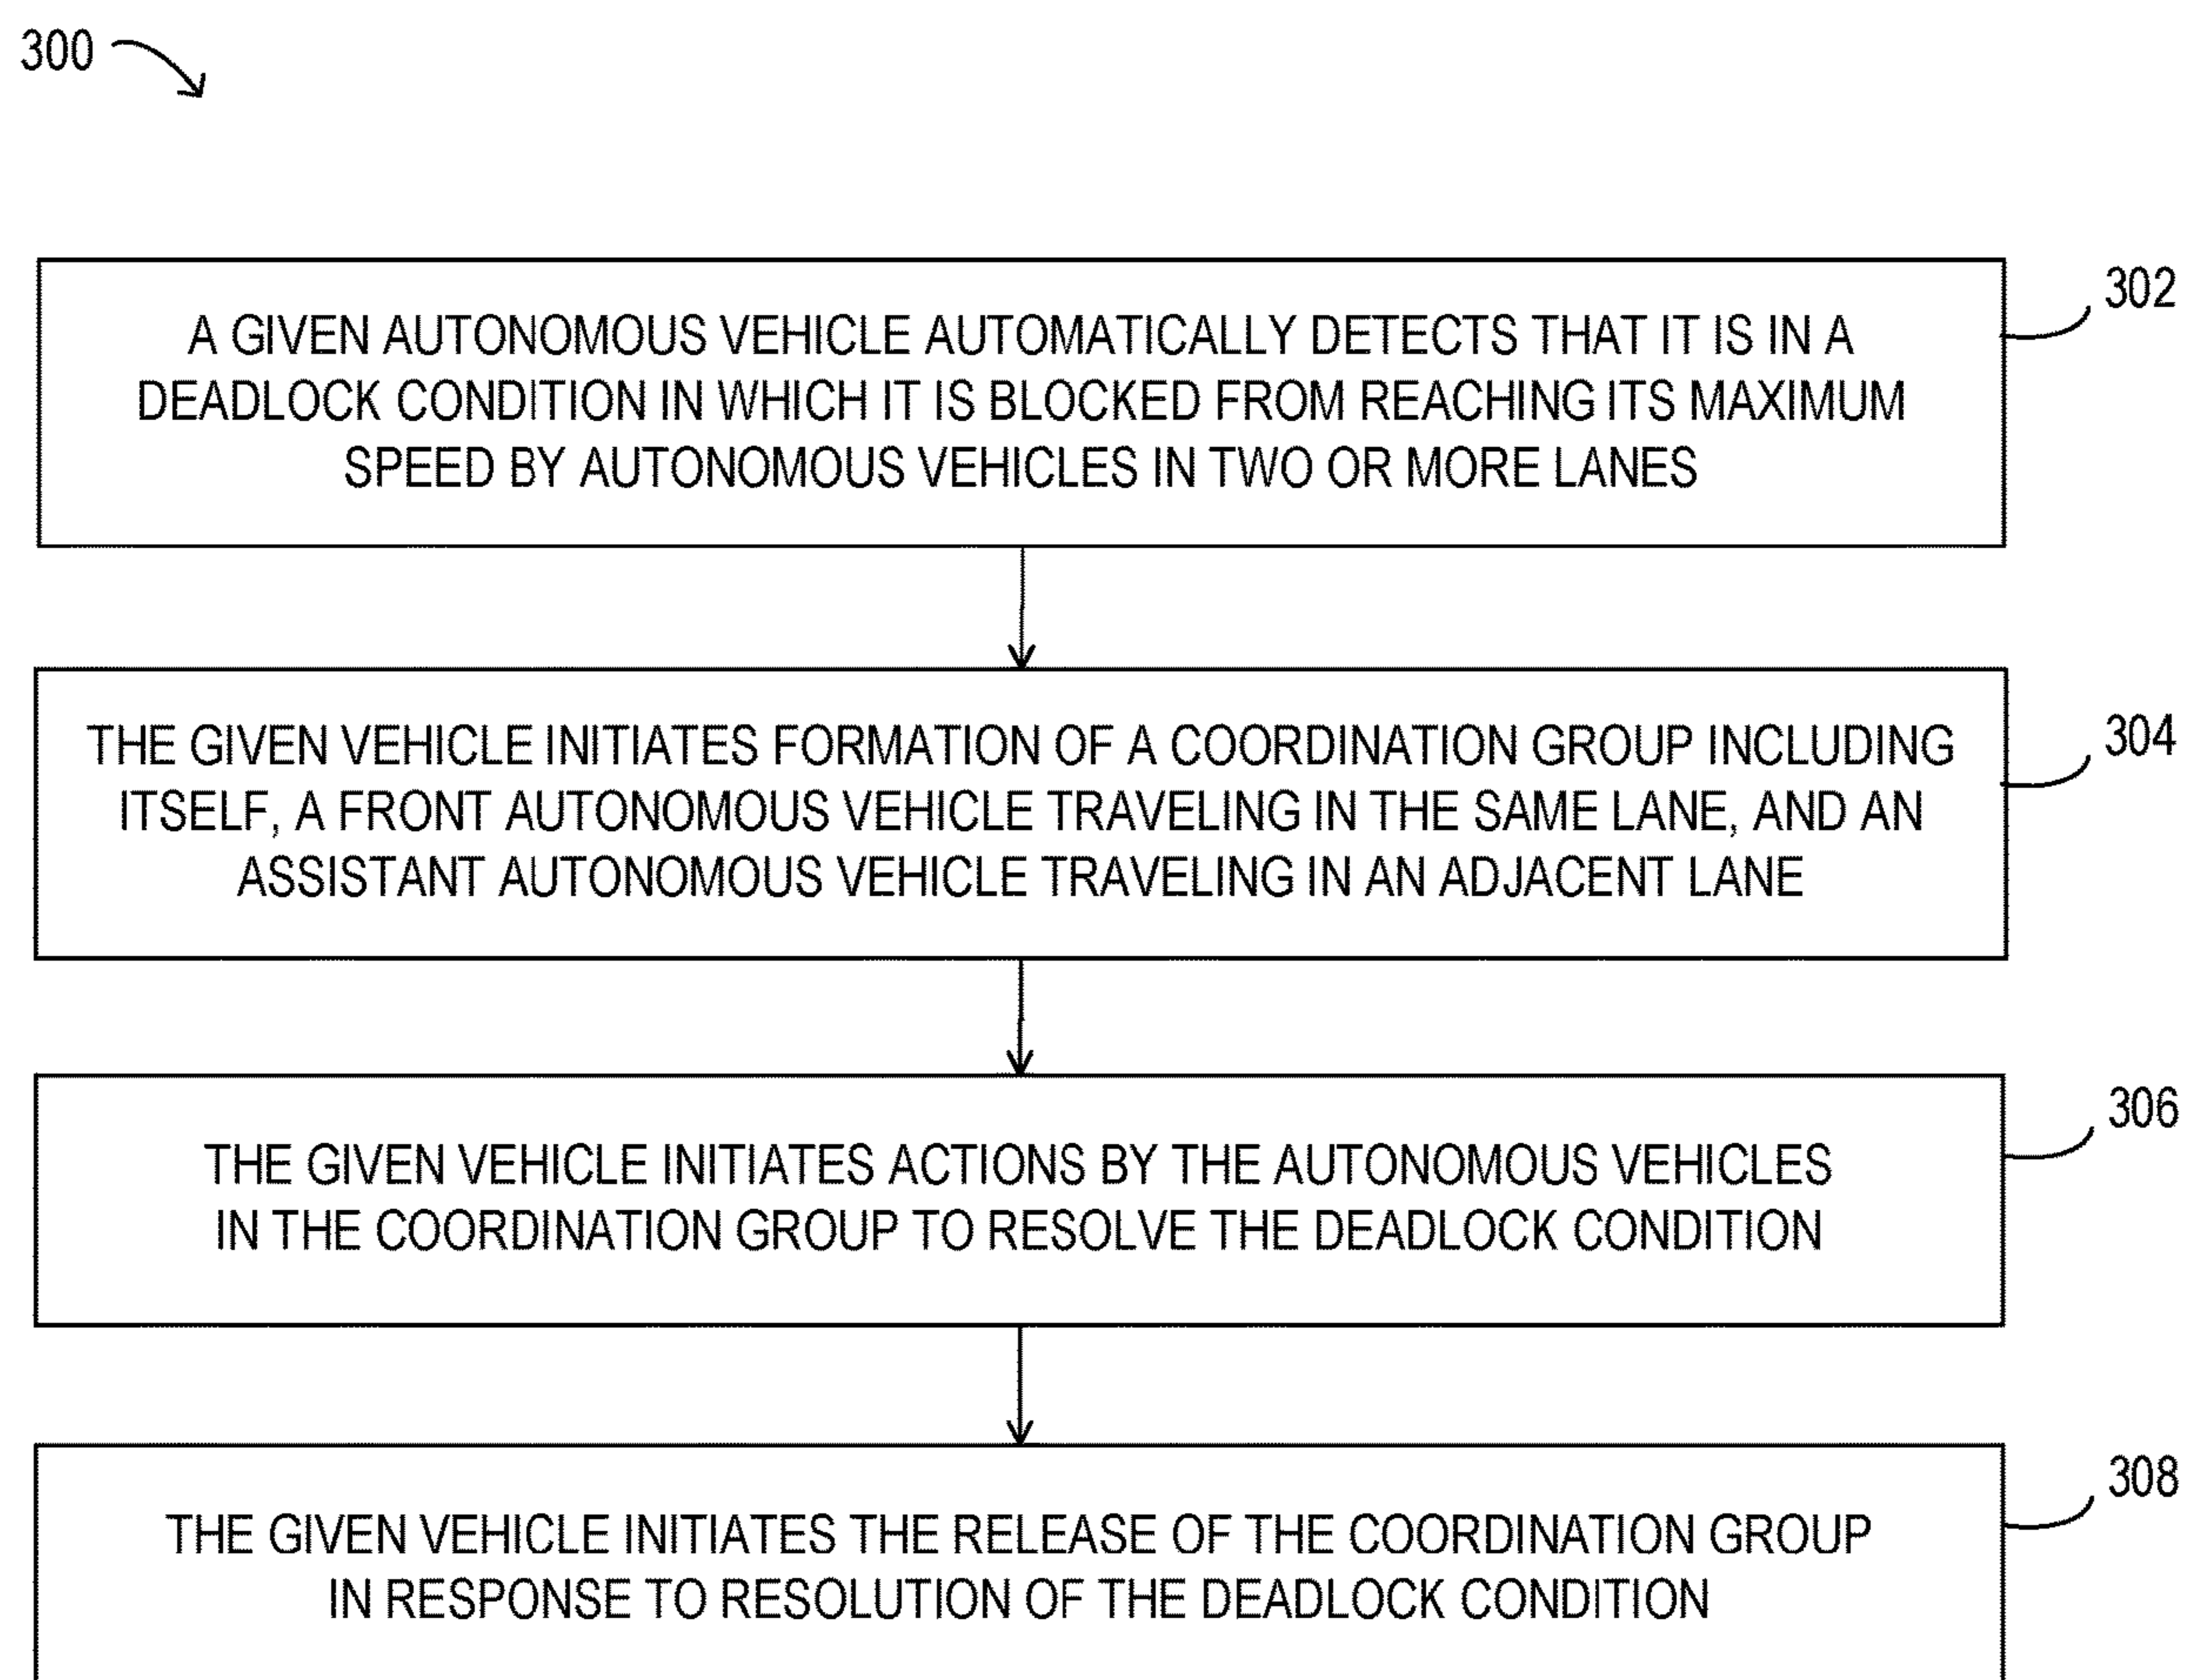 300
302
A GIVEN AUTONOMOUS VEHICLE AUTOMATICALLY DETECTS THAT IT IS IN A
DEADLOCK CONDITION IN WHICH IT IS BLOCKED FROM REACHING ITS MAXIMUM
SPEED BY AUTONOMOUS VEHICLES IN TWO OR MORE LANES
304
THE GIVEN VEHICLE INITIATES FORMATION OF A COORDINATION GROUP INCLUDING
ITSELF, A FRONT AUTONOMOUS VEHICLE TRAVELING IN THE SAME LANE, AND AN
ASSISTANT AUTONOMOUS VEHICLE TRAVELING IN AN ADJACENT LANE
306
THE GIVEN VEHICLE INITIATES ACTIONS BY THE AUTONOMOUS VEHICLES
IN THE COORDINATION GROUP TO RESOLVE THE DEADLOCK CONDITION
308
THE GIVEN VEHICLE INITIATES THE RELEASE OF THE COORDINATION GROUP
IN RESPONSE TO RESOLUTION OF THE DEADLOCK CONDITION